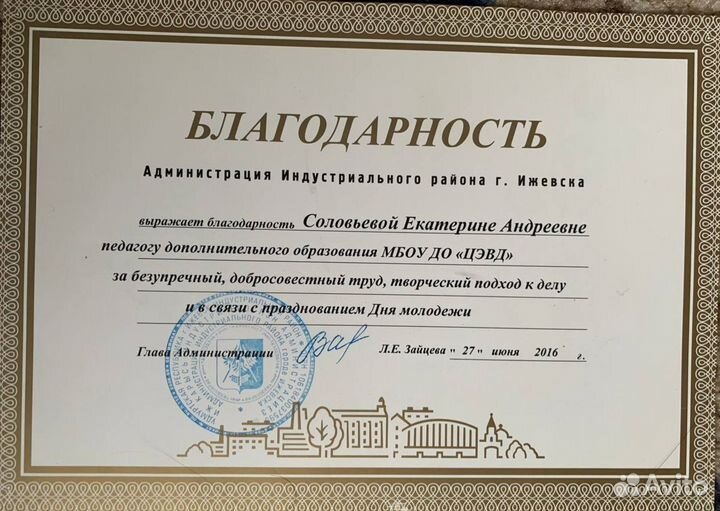 БЛАГОДАРНОСТЬ
Администрация Индустриального района г. Ижевска
выражает благодарность Соловьевой Екатерине Андреевне
педагогу дополнительного образования МБОУ ДО «ЦЭВД»
за безупречный, добросовестный труд, творческий подход к делу
и в связи с празднованием Дня молодежи
Глава Администрации Л.Е. Зайцева "27" июня 2016 г.
Avito